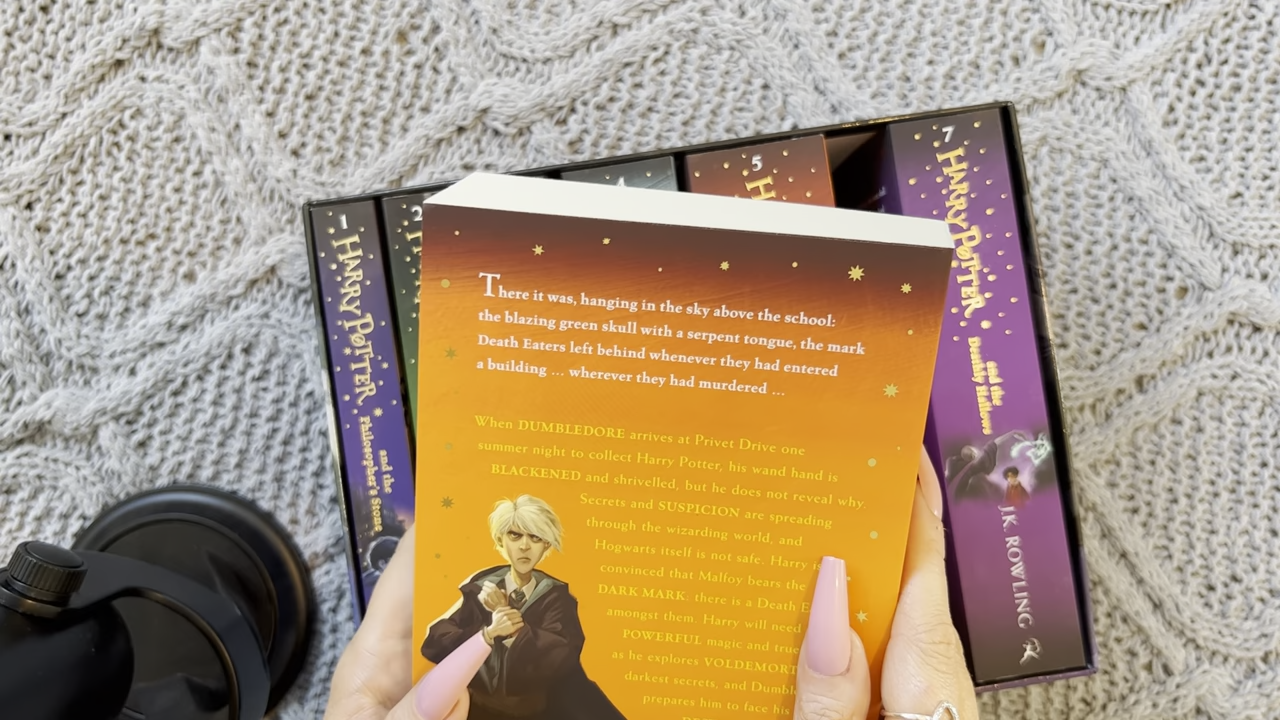 There it was, hanging in the sky above the school:
the blazing green skull with a serpent tongue, the mark
Death Eaters left behind whenever they had entered
a building ... wherever they had murdered ...
When DUMBLEDORE arrives at Privet Drive one
summer night to collect Harry Potter, his wand hand is
BLACKENED and shrivelled, but he does not reveal why.
Secrets and SUSPICION are spreading
through the wizarding world, and
Hogwarts itself is not safe. Harry is
convinced that Malfoy bears the
DARK MARK: there is a Death
amongst them. Harry will need
POWERFUL magic and true
as he explores VOLDEMORT
darkest secrets, and
prepares him to face his
1
HARRY POTTER
and the
Philosopher's Stone
2
5
7
HARRY POTTER
and the
Deathly Hallows
J.K. ROWLING